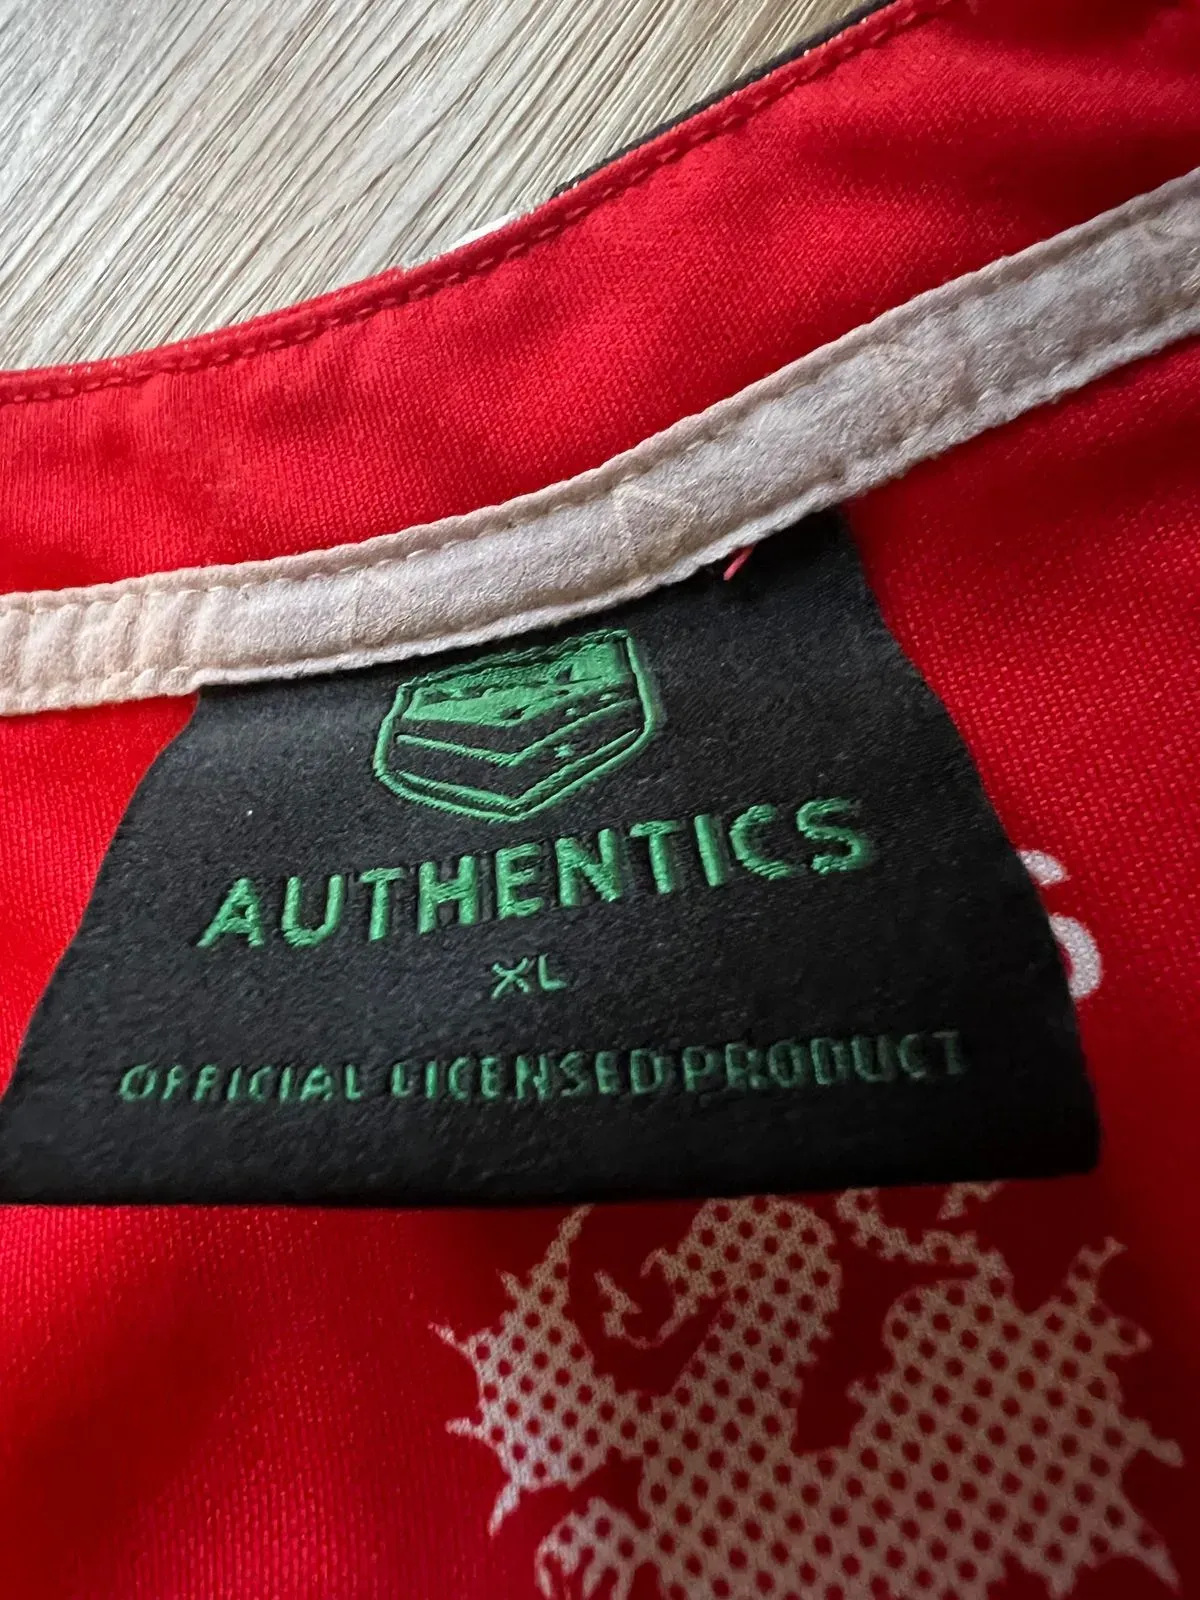 AUTHENTICS
XL
OFFICIAL LICENSED PRODUCT